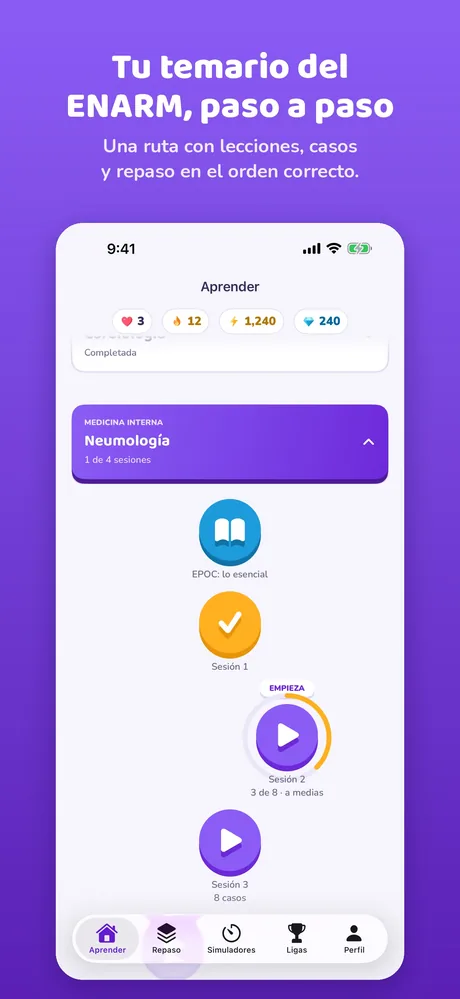 Tu temario del
ENARM, paso a paso
Una ruta con lecciones, casos
y repaso en el orden correcto.
9:41
Aprender
3 12 1,240 240
Completada
MEDICINA INTERNA
Neumología
1 de 4 sesiones
EPOC: lo esencial
Sesión 1
EMPIEZA
Sesión 2
3 de 8 · a medias
Sesión 3
8 casos
Aprender Repaso Simuladores Ligas Perfil